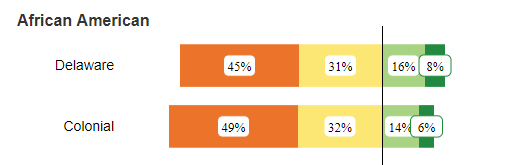 African American
Delaware 45% 31% 16% 8%
Colonial 49% 32% 14% 6%